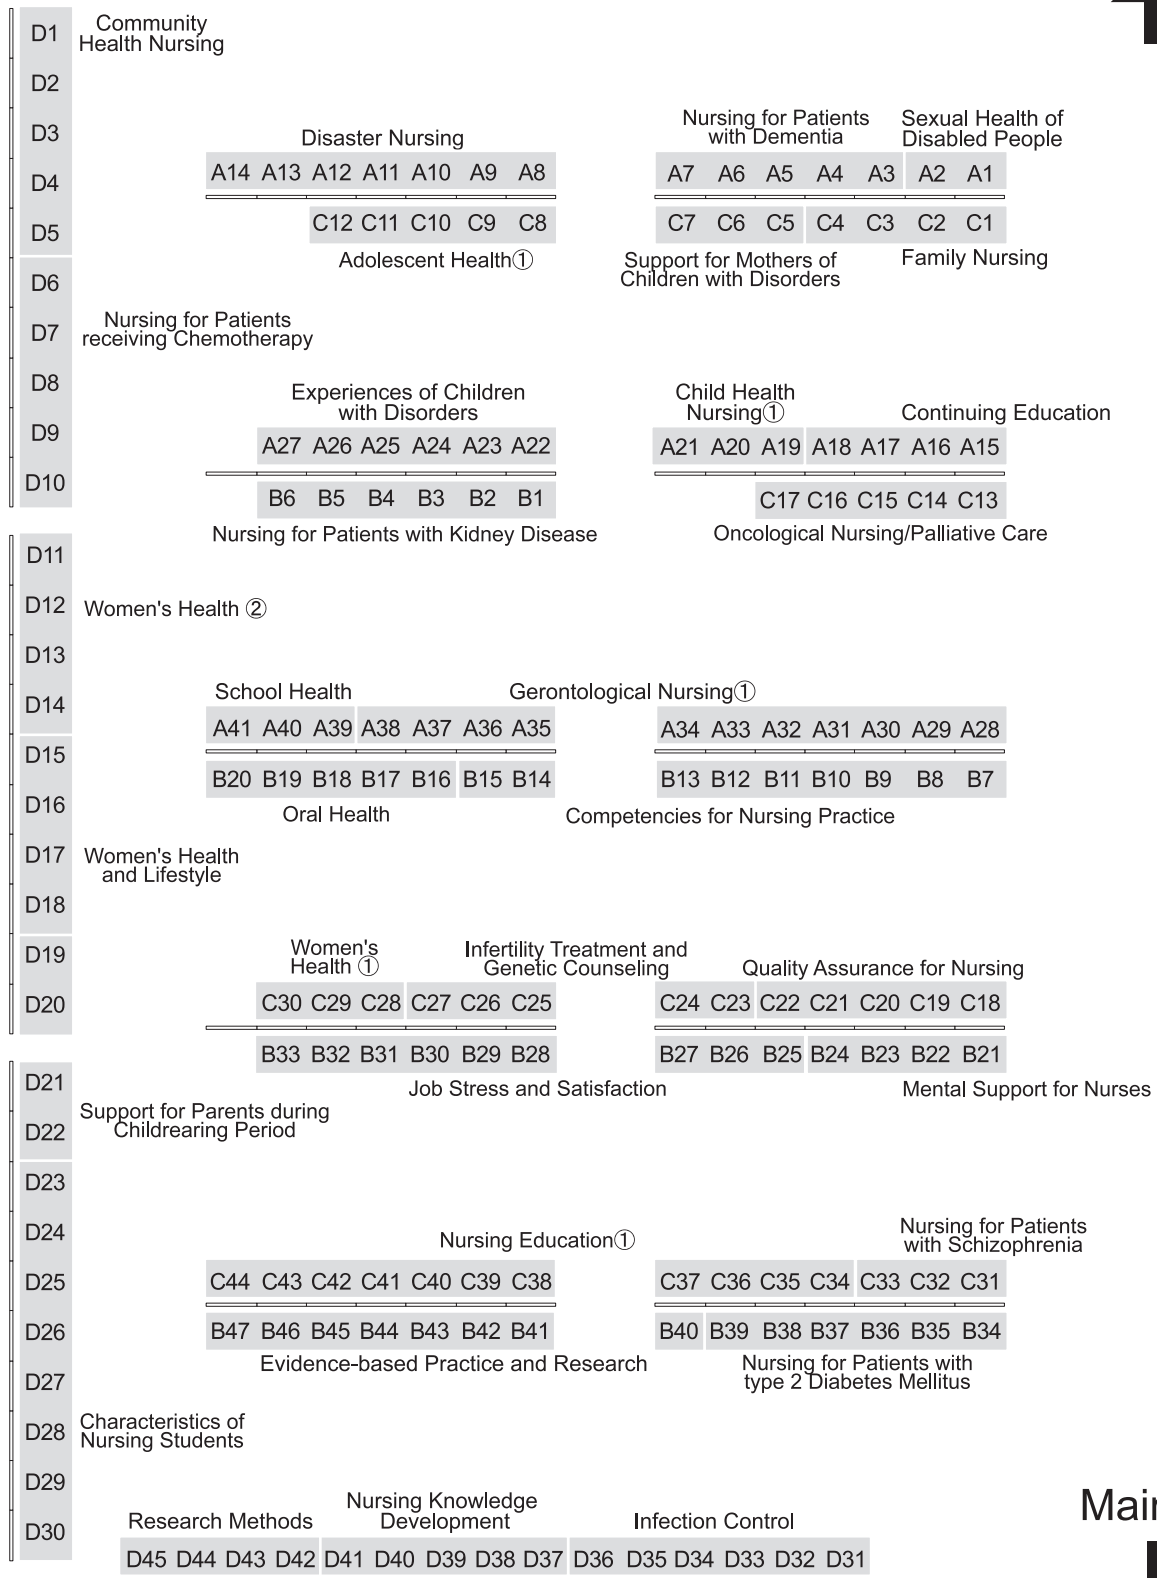 D1
Community
Health Nursing
D2
D3
D4
D5
D6
D7
Nursing for Patients
receiving Chemotherapy
D8
D9
D10
Disaster Nursing
A14 A13 A12 A11 A10 A9 A8
C12 C11 C10 C9 C8
Adolescent Health①
Nursing for Patients
with Dementia
Sexual Health of
Disabled People
A7 A6 A5 A4 A3 A2 A1
C7 C6 C5 C4 C3 C2 C1
Support for Mothers of
Children with Disorders
Family Nursing
Experiences of Children
with Disorders
A27 A26 A25 A24 A23 A22
B6 B5 B4 B3 B2 B1
Nursing for Patients with Kidney Disease
Child Health
Nursing①
Continuing Education
A21 A20 A19 A18 A17 A16 A15
C17 C16 C15 C14 C13
Oncological Nursing/Palliative Care
D11
D12
Women's Health ②
D13
D14
D15
D16
D17
Women's Health
and Lifestyle
D18
D19
D20
School Health
Gerontological Nursing①
A41 A40 A39 A38 A37 A36 A35
A34 A33 A32 A31 A30 A29 A28
B20 B19 B18 B17 B16 B15 B14
B13 B12 B11 B10 B9 B8 B7
Oral Health
Competencies for Nursing Practice
Women's
Health ①
Infertility Treatment and
Genetic Counseling
Quality Assurance for Nursing
C30 C29 C28 C27 C26 C25
C24 C23 C22 C21 C20 C19 C18
B33 B32 B31 B30 B29 B28
B27 B26 B25 B24 B23 B22 B21
Job Stress and Satisfaction
Mental Support for Nurses
D21
Support for Parents during
Childrearing Period
D22
D23
D24
D25
D26
D27
D28
Characteristics of
Nursing Students
D29
D30
Nursing Education①
Nursing for Patients
with Schizophrenia
C44 C43 C42 C41 C40 C39 C38
C37 C36 C35 C34 C33 C32 C31
B47 B46 B45 B44 B43 B42 B41
B40 B39 B38 B37 B36 B35 B34
Evidence-based Practice and Research
Nursing for Patients with
type 2 Diabetes Mellitus
Research Methods
Nursing Knowledge
Development
Infection Control
D45 D44 D43 D42 D41 D40 D39 D38 D37 D36 D35 D34 D33 D32 D31